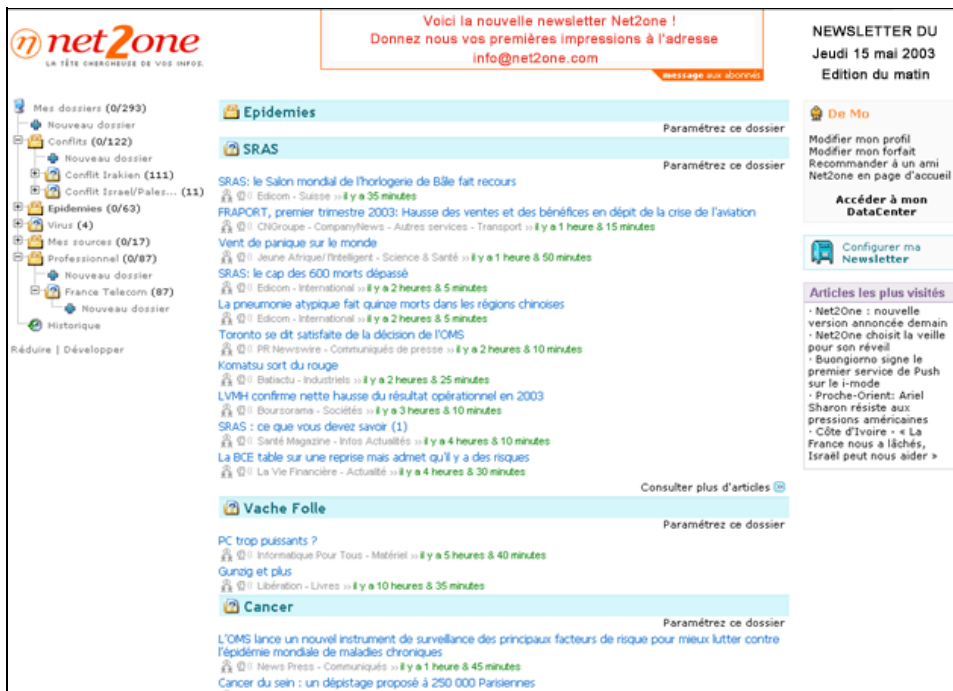 net2one
LA TÊTE CHERCHEUSE DE VOS INFOS.
Voici la nouvelle newsletter Net2one !
Donnez nous vos premières impressions à l'adresse
info@net2one.com
message aux abonnés
NEWSLETTER DU
Jeudi 15 mai 2003
Edition du matin
Mes dossiers (0/293)
Nouveau dossier
Conflits (0/122)
Nouveau dossier
Conflit Irakien (111)
Conflit Israel/Pales... (11)
Epidemies (0/63)
Virus (4)
Mes sources (0/17)
Professionnel (0/87)
Nouveau dossier
France Telecom (87)
Nouveau dossier
Historique
Réduire | Développer
Epidemies
Paramétrez ce dossier
SRAS
Paramétrez ce dossier
SRAS: le Salon mondial de l'horlogerie de Bâle fait recours
Edicom - Suisse »il y a 35 minutes
FRAPORT, premier trimestre 2003: Hausse des ventes et des bénéfices en dépit de la crise de l'aviation
CNGroupe - CompanyNews - Autres services - Transport »il y a 1 heure & 15 minutes
Vent de panique sur le monde
Jeune Afrique/l'Intelligent - Science & Santé »il y a 1 heure & 50 minutes
SRAS: le cap des 600 morts dépassé
Edicom - International »il y a 2 heures & 5 minutes
La pneumonie atypique fait quinze morts dans les régions chinoises
Edicom - International »il y a 2 heures & 5 minutes
Toronto se dit satisfaite de la décision de l'OMS
PR Newswire - Communiqués de presse »il y a 2 heures & 10 minutes
Komatsu sort du rouge
Batiactu - Industriels »il y a 2 heures & 25 minutes
LVMH confirme nette hausse du résultat opérationnel en 2003
Boursorama - Sociétés »il y a 3 heures & 10 minutes
SRAS : ce que vous devez savoir (1)
Santé Magazine - Infos Actualités »il y a 4 heures & 10 minutes
La BCE table sur une reprise mais admet qu'il y a des risques
La Vie Financière - Actualité »il y a 4 heures & 30 minutes
Consulter plus d'articles
Vache Folle
Paramétrez ce dossier
PC trop puissants ?
Informatique Pour Tous - Matériel »il y a 5 heures & 40 minutes
Gunzig et plus
Libération - Livres »il y a 10 heures & 35 minutes
Cancer
Paramétrez ce dossier
L'OMS lance un nouvel instrument de surveillance des principaux facteurs de risque pour mieux lutter contre
l'épidémie mondiale de maladies chroniques
News Press - Communiqués »il y a 1 heure & 45 minutes
Cancer du sein : un dépistage proposé à 250 000 Parisiennes
De Mo
Modifier mon profil
Modifier mon forfait
Recommander à un ami
Net2one en page d'accueil
Accéder à mon
DataCenter
Configurer ma
Newsletter
Articles les plus visités
· Net2One : nouvelle
version annoncée demain
· Net2One choisit la veille
pour son réveil
· Buongiorno signe le
premier service de Push
sur le i-mode
· Proche-Orient: Ariel
Sharon résiste aux
pressions américaines
· Côte d'Ivoire - « La
France nous a lâchés,
Israël peut nous aider »